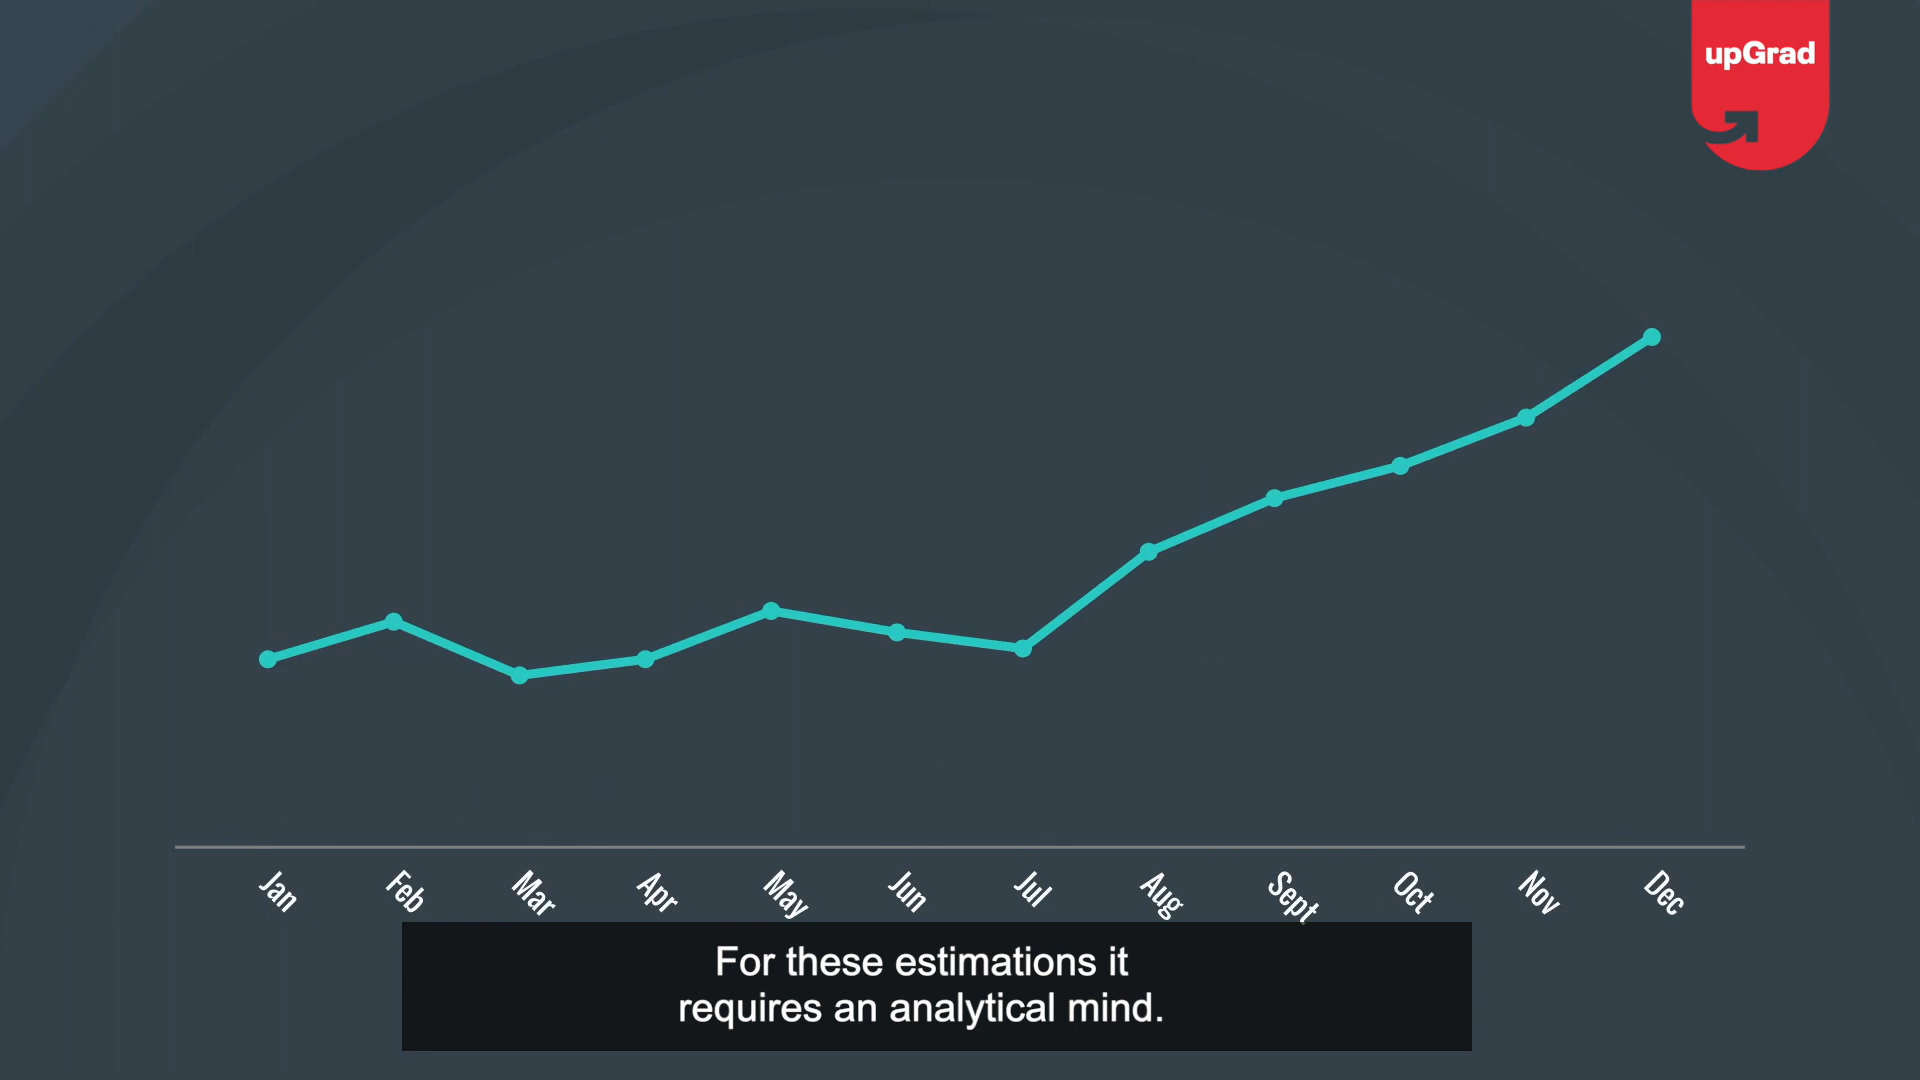 upGrad
Jan
Feb
Mar
Apr
May
Jun
Jul
Aug
Sept
Oct
Nov
Dec
For these estimations it
requires an analytical mind.